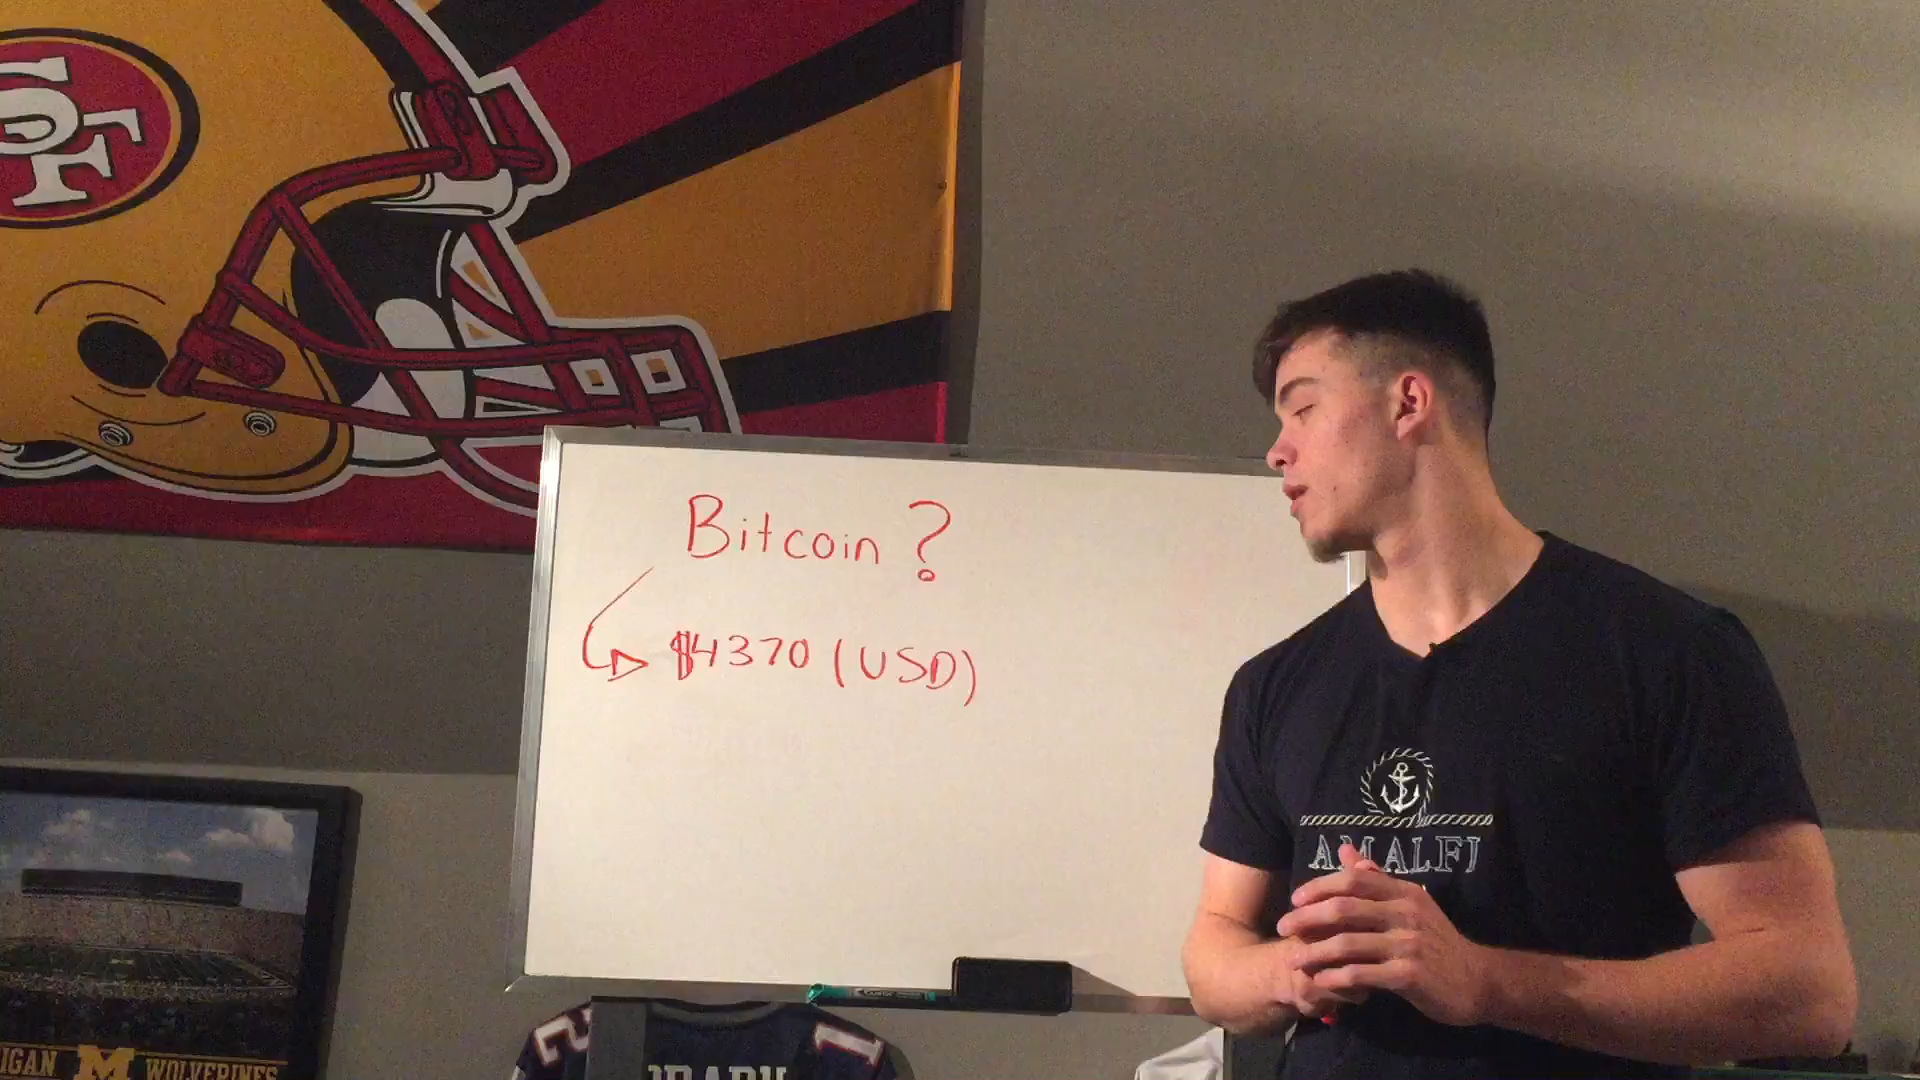 SF
Bitcoin ?
$4370 (USD)
AMALFI
IGAN M WOLVERINES